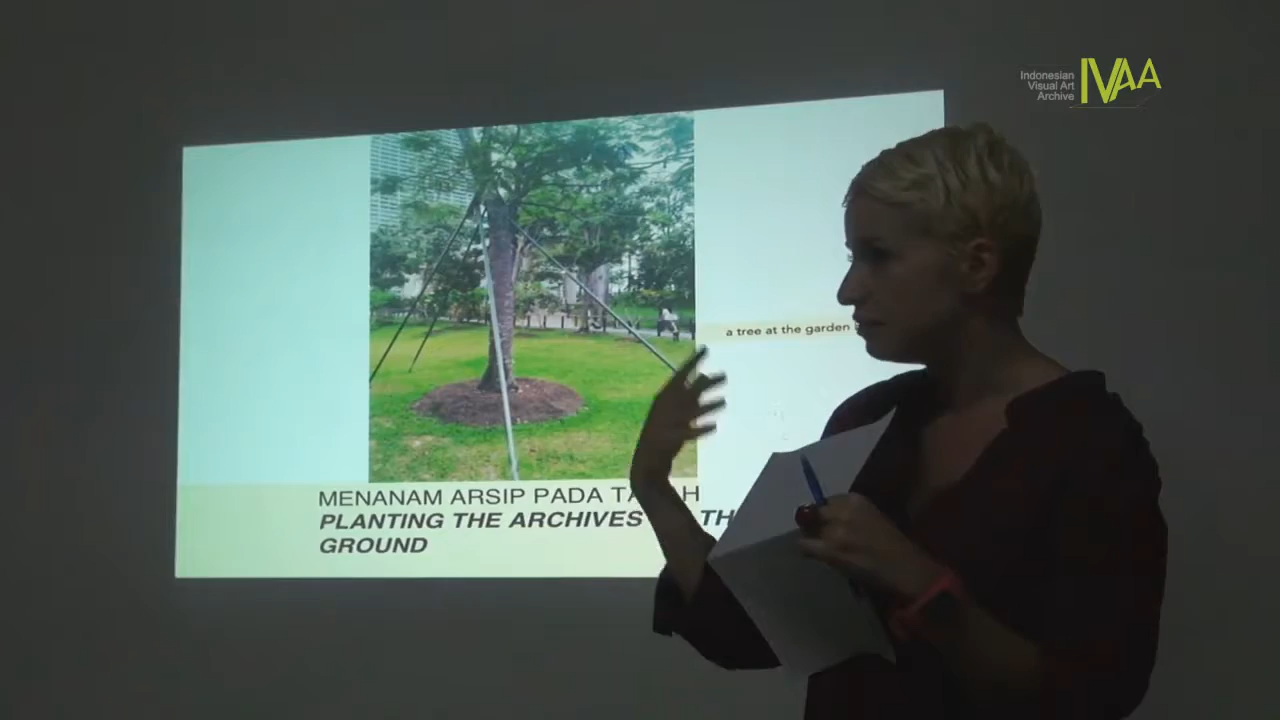 Indonesian
Visual Art
Archive
IVAA
a tree at the garden
MENANAM ARSIP PADA
PLANTING THE ARCHIVES
GROUND